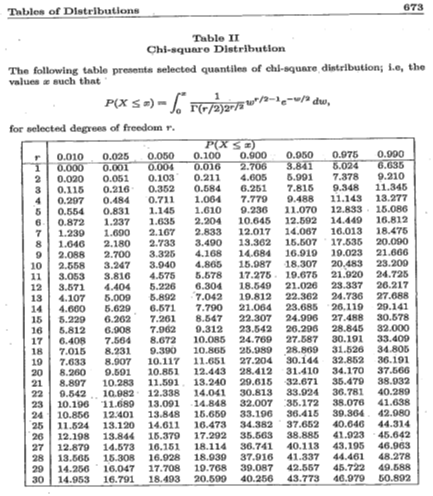 Tables of Distributions 673
Table II
Chi-square Distribution
The following table presents selected quantiles of chi-square distribution; i.e, the
values x such that
P(X ≤ x) = ∫₀ˣ 1/(Γ(r/2)2^{r/2}) w^{r/2−1}e^{−w/2} dw,
for selected degrees of freedom r.
P(X ≤ x)
r 0.010 0.025 0.050 0.100 0.900 0.950 0.975 0.990
1 0.000 0.001 0.004 0.016 2.706 3.841 5.024 6.635
2 0.020 0.051 0.103 0.211 4.605 5.991 7.378 9.210
3 0.115 0.216 0.352 0.584 6.251 7.815 9.348 11.345
4 0.297 0.484 0.711 1.064 7.779 9.488 11.143 13.277
5 0.554 0.831 1.145 1.610 9.236 11.070 12.833 15.086
6 0.872 1.237 1.635 2.204 10.645 12.592 14.449 16.812
7 1.239 1.690 2.167 2.833 12.017 14.067 16.013 18.475
8 1.646 2.180 2.733 3.490 13.362 15.507 17.535 20.090
9 2.088 2.700 3.325 4.168 14.684 16.919 19.023 21.666
10 2.558 3.247 3.940 4.865 15.987 18.307 20.483 23.209
11 3.053 3.816 4.575 5.578 17.275 19.675 21.920 24.725
12 3.571 4.404 5.226 6.304 18.549 21.026 23.337 26.217
13 4.107 5.009 5.892 7.042 19.812 22.362 24.736 27.688
14 4.660 5.629 6.571 7.790 21.064 23.685 26.119 29.141
15 5.229 6.262 7.261 8.547 22.307 24.996 27.488 30.578
16 5.812 6.908 7.962 9.312 23.542 26.296 28.845 32.000
17 6.408 7.564 8.672 10.085 24.769 27.587 30.191 33.409
18 7.015 8.231 9.390 10.865 25.989 28.869 31.526 34.805
19 7.633 8.907 10.117 11.651 27.204 30.144 32.852 36.191
20 8.260 9.591 10.851 12.443 28.412 31.410 34.170 37.566
21 8.897 10.283 11.591 13.240 29.615 32.671 35.479 38.932
22 9.542 10.982 12.338 14.041 30.813 33.924 36.781 40.289
23 10.196 11.689 13.091 14.848 32.007 35.172 38.076 41.638
24 10.856 12.401 13.848 15.659 33.196 36.415 39.364 42.980
25 11.524 13.120 14.611 16.473 34.382 37.652 40.646 44.314
26 12.198 13.844 15.379 17.292 35.563 38.885 41.923 45.642
27 12.879 14.573 16.151 18.114 36.741 40.113 43.195 46.963
28 13.565 15.308 16.928 18.939 37.916 41.337 44.461 48.278
29 14.256 16.047 17.708 19.768 39.087 42.557 45.722 49.588
30 14.953 16.791 18.493 20.599 40.256 43.773 46.979 50.892